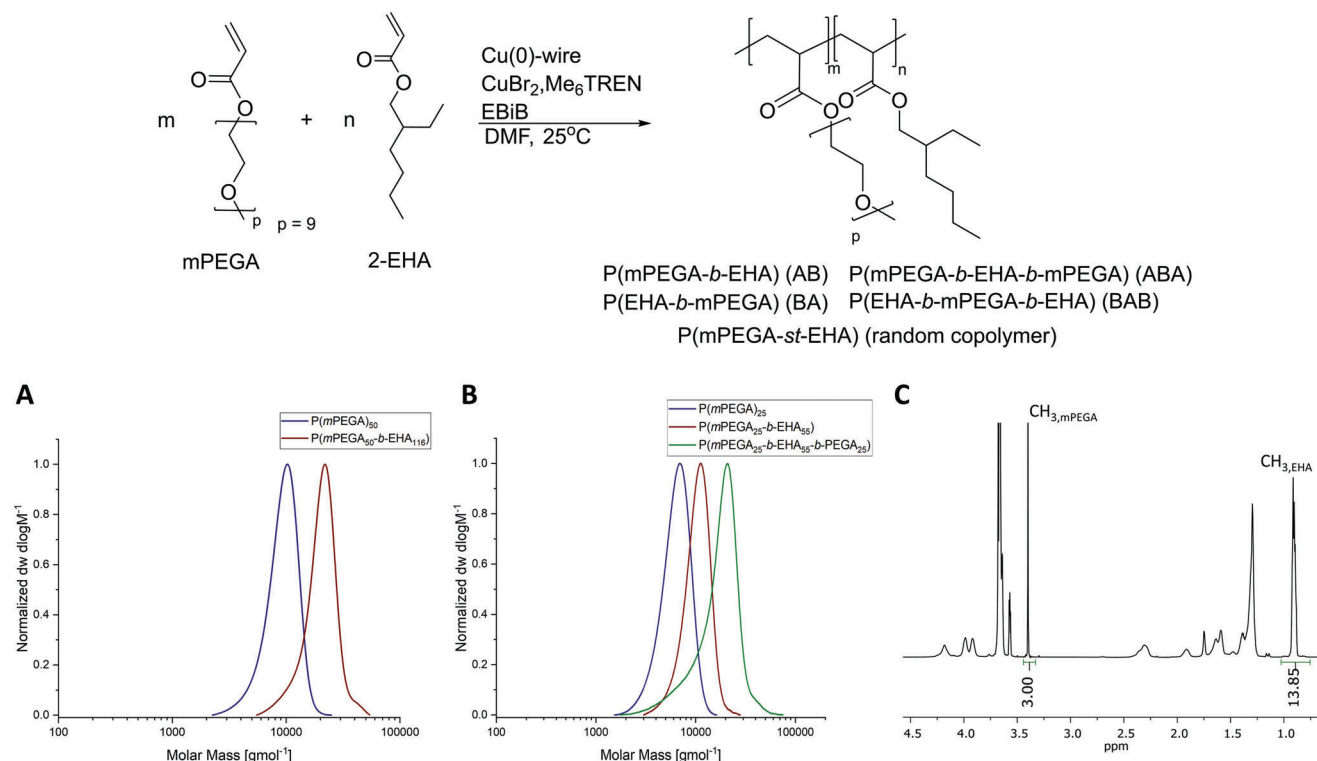 O
O
m
O
p
p = 9
mPEGA
+
n
O
O
2-EHA
Cu(0)-wire
CuBr₂,Me₆TREN
EBiB
DMF, 25°C
m
n
O
O
O
O
O
p
P(mPEGA-b-EHA) (AB) P(mPEGA-b-EHA-b-mPEGA) (ABA)
P(EHA-b-mPEGA) (BA) P(EHA-b-mPEGA-b-EHA) (BAB)
P(mPEGA-st-EHA) (random copolymer)
A
P(mPEGA)₅₀
P(mPEGA₅₀-b-EHA₁₁₆)
Normalized dw dlogM⁻¹
1.0
0.8
0.6
0.4
0.2
0.0
100 1000 10000 100000
Molar Mass [gmol⁻¹]
B
P(mPEGA)₂₅
P(mPEGA₂₅-b-EHA₅₅)
P(mPEGA₂₅-b-EHA₅₅-b-PEGA₂₅)
Normalized dw dlogM⁻¹
1.0
0.8
0.6
0.4
0.2
0.0
100 1000 10000 100000
Molar Mass [gmol⁻¹]
C
CH₃,mPEGA
CH₃,EHA
3.00
13.85
4.5 4.0 3.5 3.0 2.5 2.0 1.5 1.0
ppm